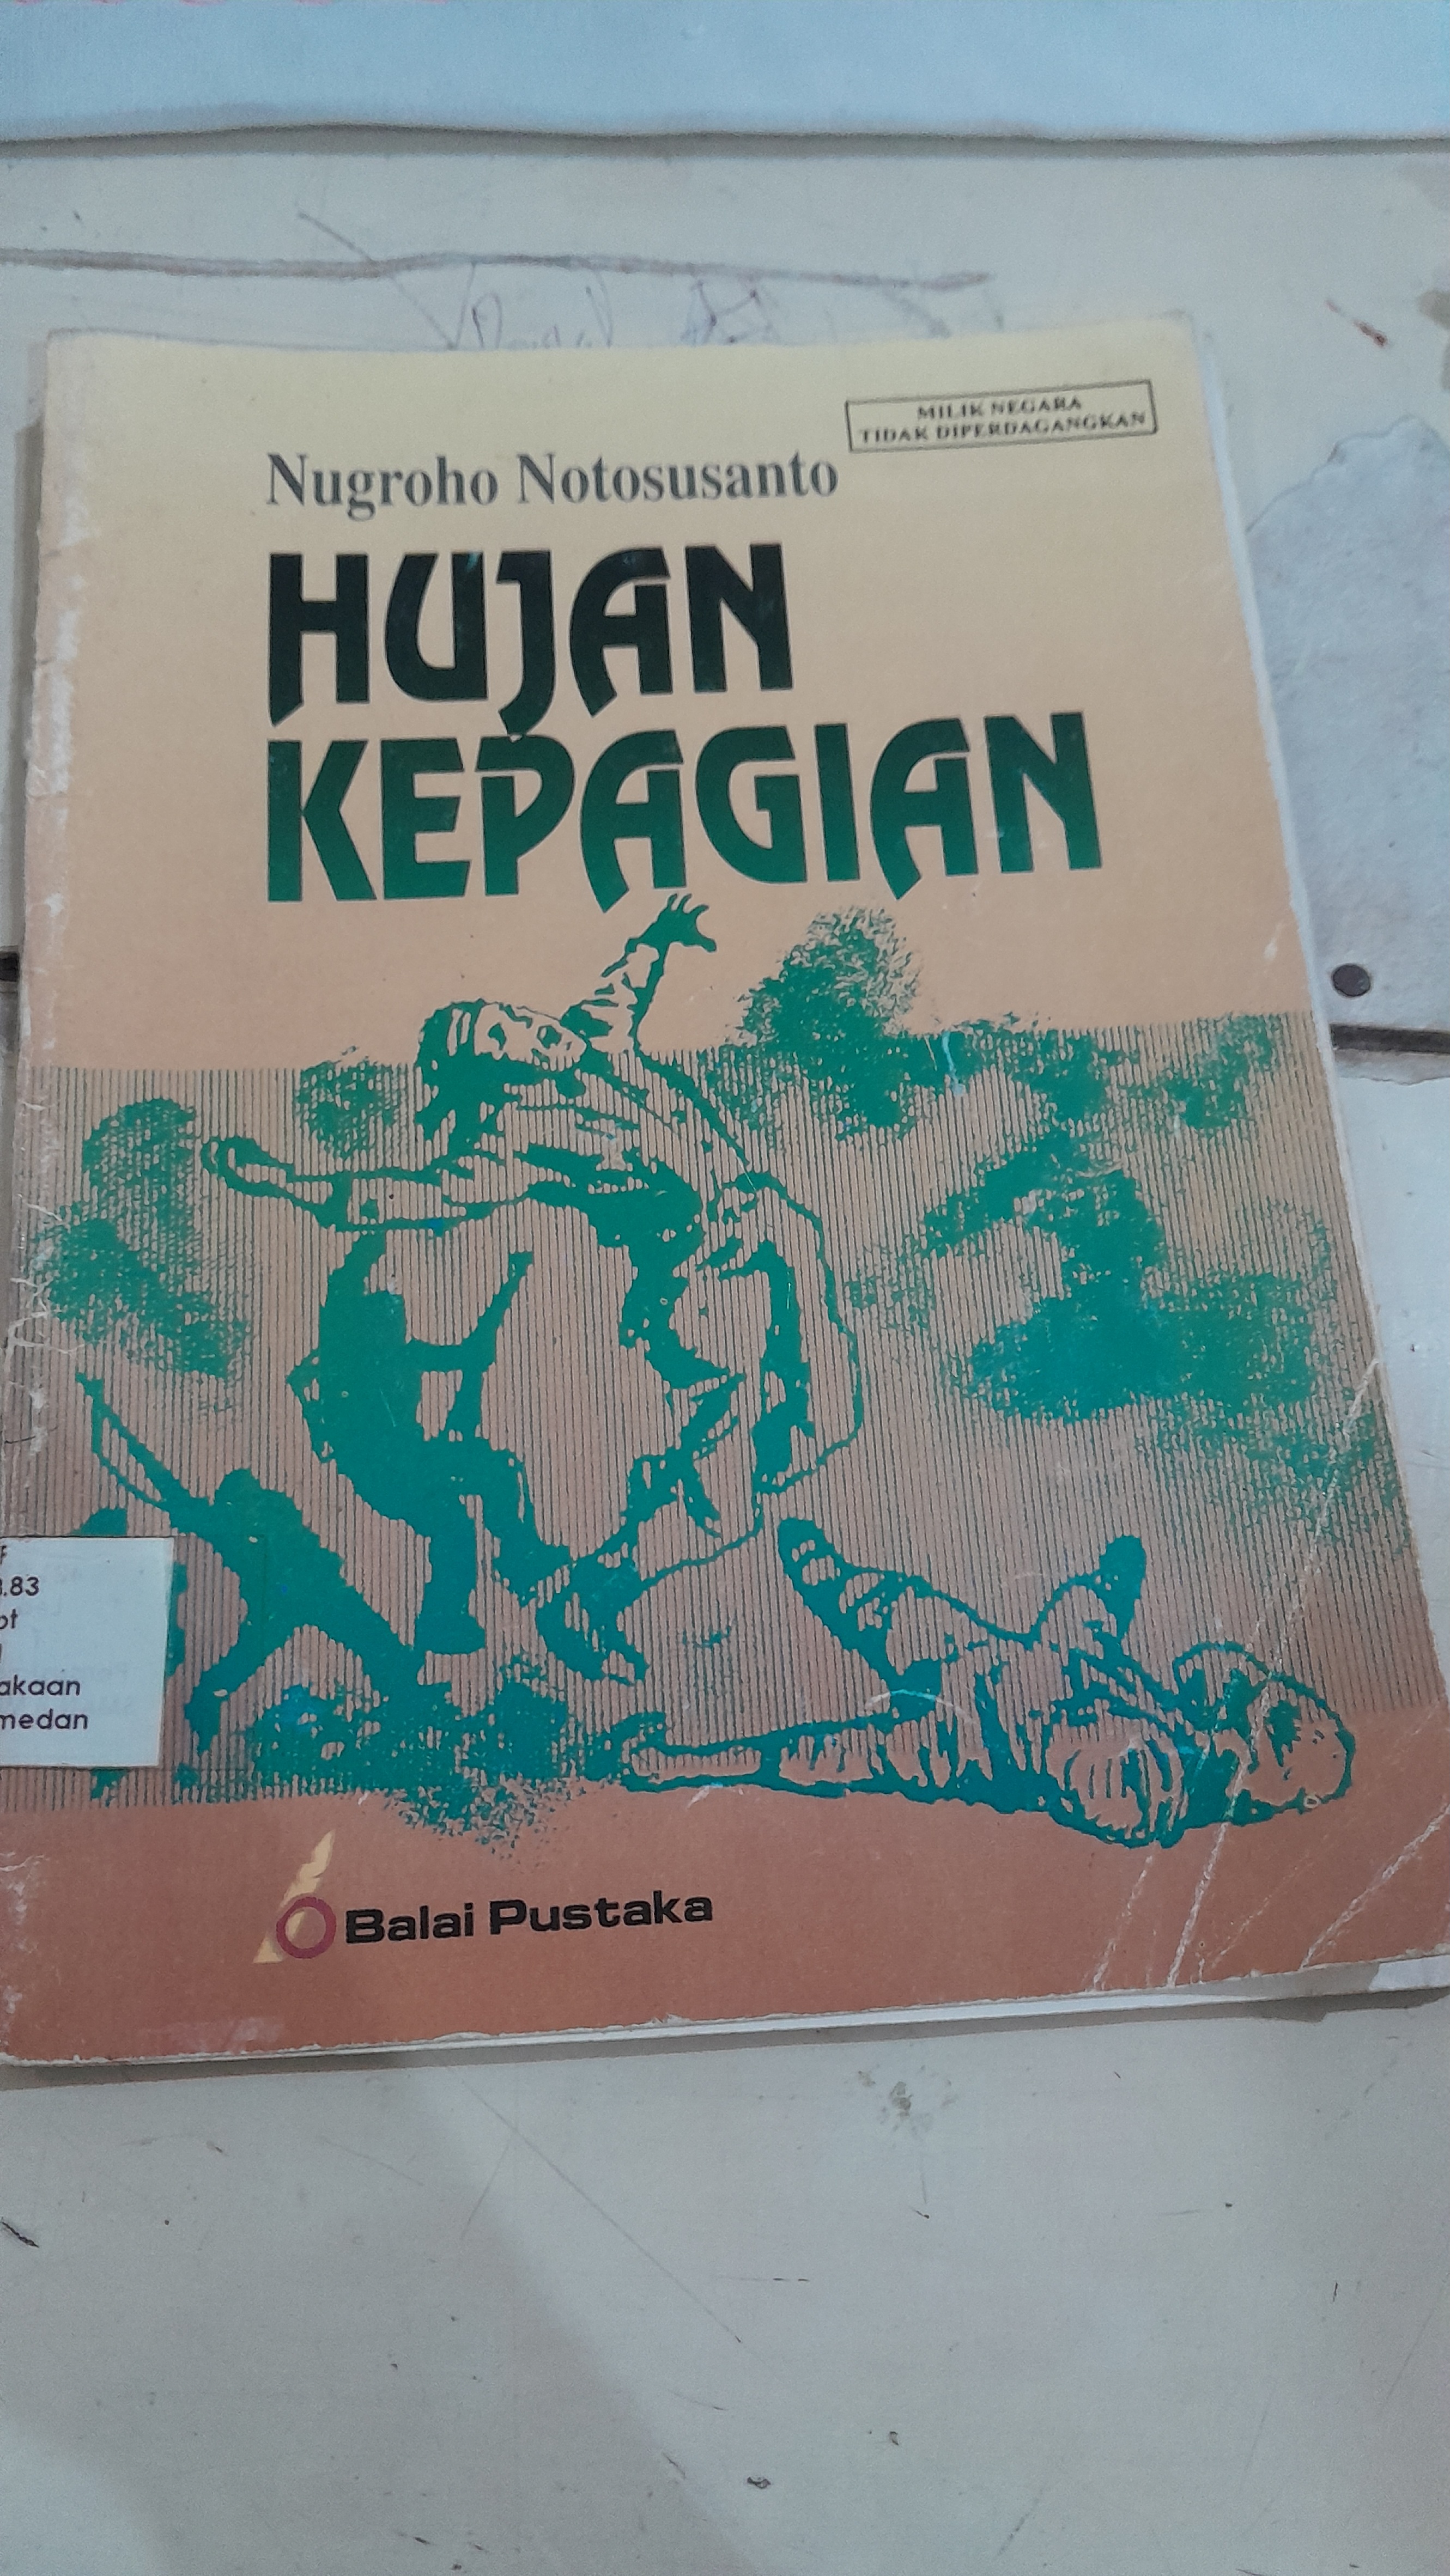 MILIK NEGARA
TIDAK DIPERDAGANGKAN
Nugroho Notosusanto
HUJAN
KEPAGIAN
.83
ot
akaan
medan
Balai Pustaka